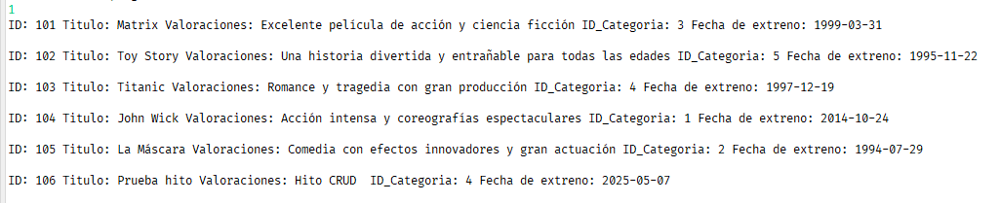 1
ID: 101 Titulo: Matrix Valoraciones: Excelente película de acción y ciencia ficción ID_Categoria: 3 Fecha de extreno: 1999-03-31
ID: 102 Titulo: Toy Story Valoraciones: Una historia divertida y entrañable para todas las edades ID_Categoria: 5 Fecha de extreno: 1995-11-22
ID: 103 Titulo: Titanic Valoraciones: Romance y tragedia con gran producción ID_Categoria: 4 Fecha de extreno: 1997-12-19
ID: 104 Titulo: John Wick Valoraciones: Acción intensa y coreografías espectaculares ID_Categoria: 1 Fecha de extreno: 2014-10-24
ID: 105 Titulo: La Máscara Valoraciones: Comedia con efectos innovadores y gran actuación ID_Categoria: 2 Fecha de extreno: 1994-07-29
ID: 106 Titulo: Prueba hito Valoraciones: Hito CRUD  ID_Categoria: 4 Fecha de extreno: 2025-05-07